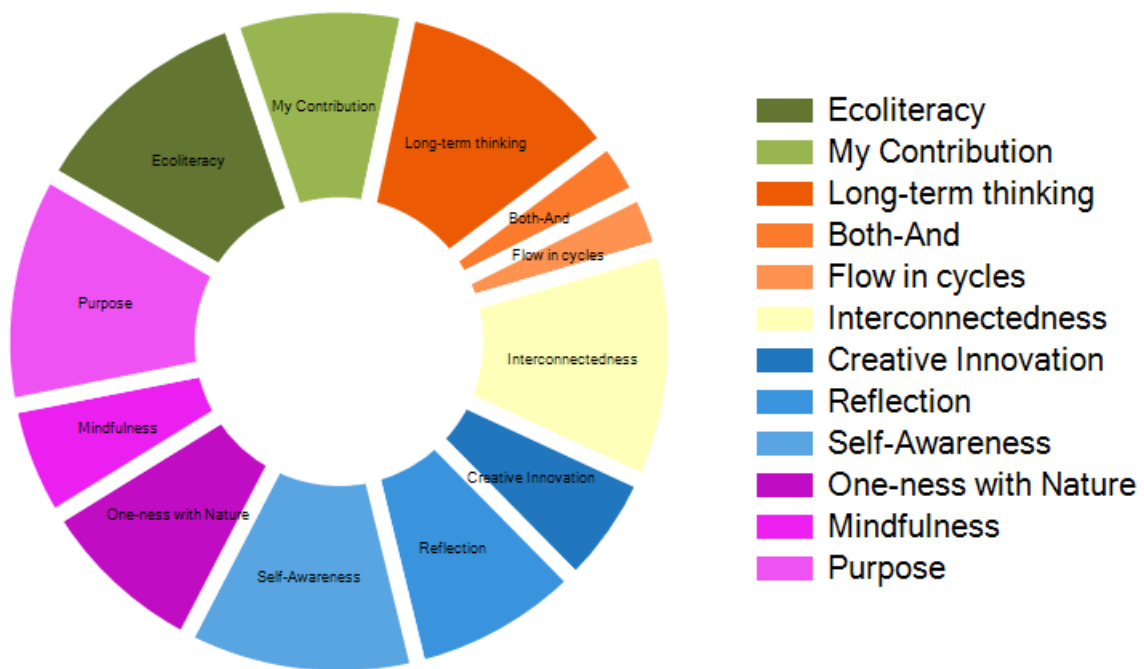 My Contribution
Long-term thinking
Ecoliteracy
Both-And
Flow in cycles
Purpose
Interconnectedness
Mindfulness
Creative Innovation
One-ness with Nature
Reflection
Self-Awareness
Ecoliteracy
My Contribution
Long-term thinking
Both-And
Flow in cycles
Interconnectedness
Creative Innovation
Reflection
Self-Awareness
One-ness with Nature
Mindfulness
Purpose